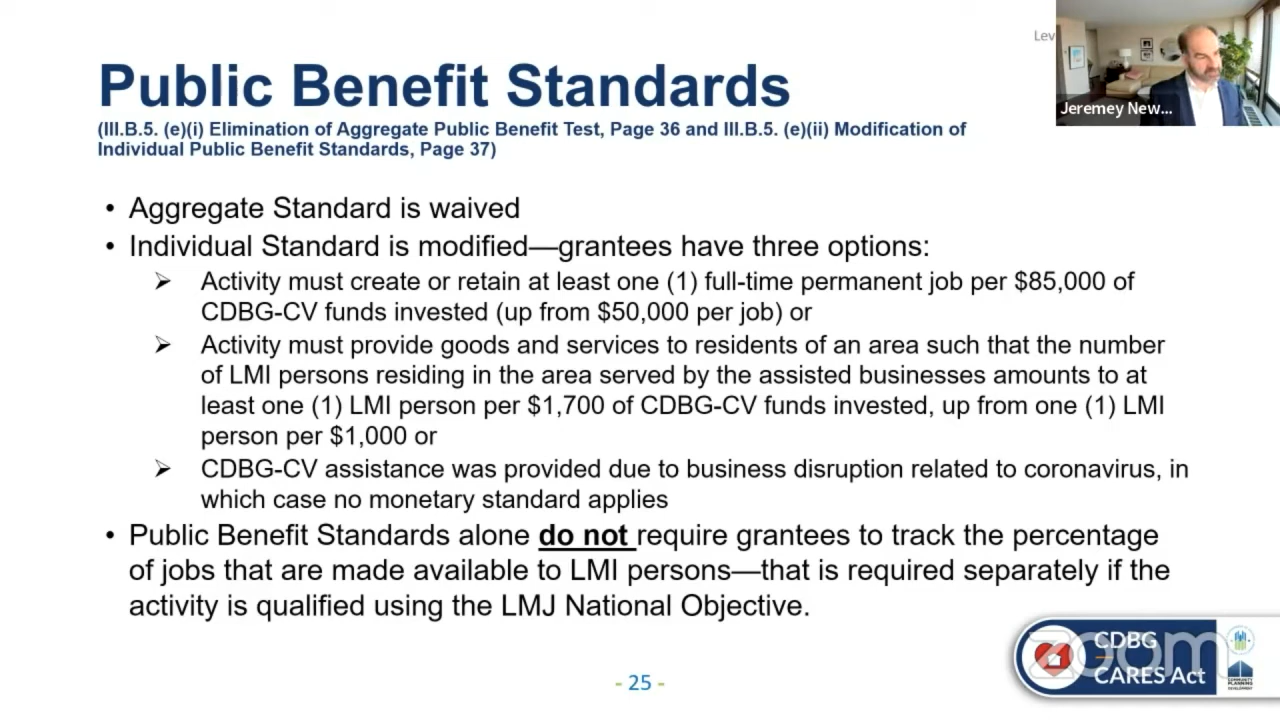 Lev
Public Benefit Standards
(III.B.5. (e)(i) Elimination of Aggregate Public Benefit Test, Page 36 and III.B.5. (e)(ii) Modification of
Individual Public Benefit Standards, Page 37)
Jeremey New...
• Aggregate Standard is waived
• Individual Standard is modified—grantees have three options:
➢ Activity must create or retain at least one (1) full-time permanent job per $85,000 of
CDBG-CV funds invested (up from $50,000 per job) or
➢ Activity must provide goods and services to residents of an area such that the number
of LMI persons residing in the area served by the assisted businesses amounts to at
least one (1) LMI person per $1,700 of CDBG-CV funds invested, up from one (1) LMI
person per $1,000 or
➢ CDBG-CV assistance was provided due to business disruption related to coronavirus, in
which case no monetary standard applies
• Public Benefit Standards alone do not require grantees to track the percentage
of jobs that are made available to LMI persons—that is required separately if the
activity is qualified using the LMJ National Objective.
CDBG
zoom
CARES Act
COMMUNITY
PLANNING
DEVELOPMENT
- 25 -